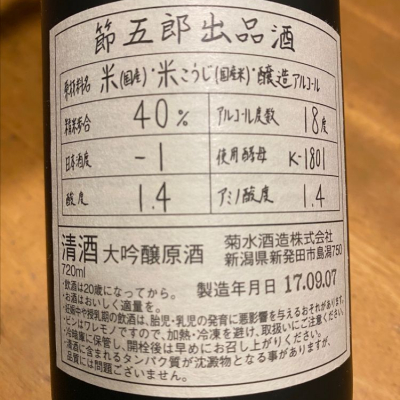 節五郎出品酒
原材料名 米(国産)・米こうじ(国産米)・醸造アルコール
精米歩合 40% アルコール度数 18度
日本酒度 -1 使用酵母 K-1801
酸度 1.4 アミノ酸度 1.4
清酒 大吟醸原酒 菊水酒造株式会社
720ml 新潟県新発田市島潟750
製造年月日 17.09.07
・飲酒は20歳になってから。
・お酒はおいしく適量を。
・妊娠中や授乳期の飲酒は、胎児・乳児の発育に悪影響を与えるおそれがあります。
・ビンはワレモノですので、加熱・冷凍を避け、取扱いにご注意ください。
・冷暗庫に保管し、開栓後は早めにお召し上がりください。
・清酒に含まれるタンパク質が沈澱物となる事がありますが、
品質には問題ございません。